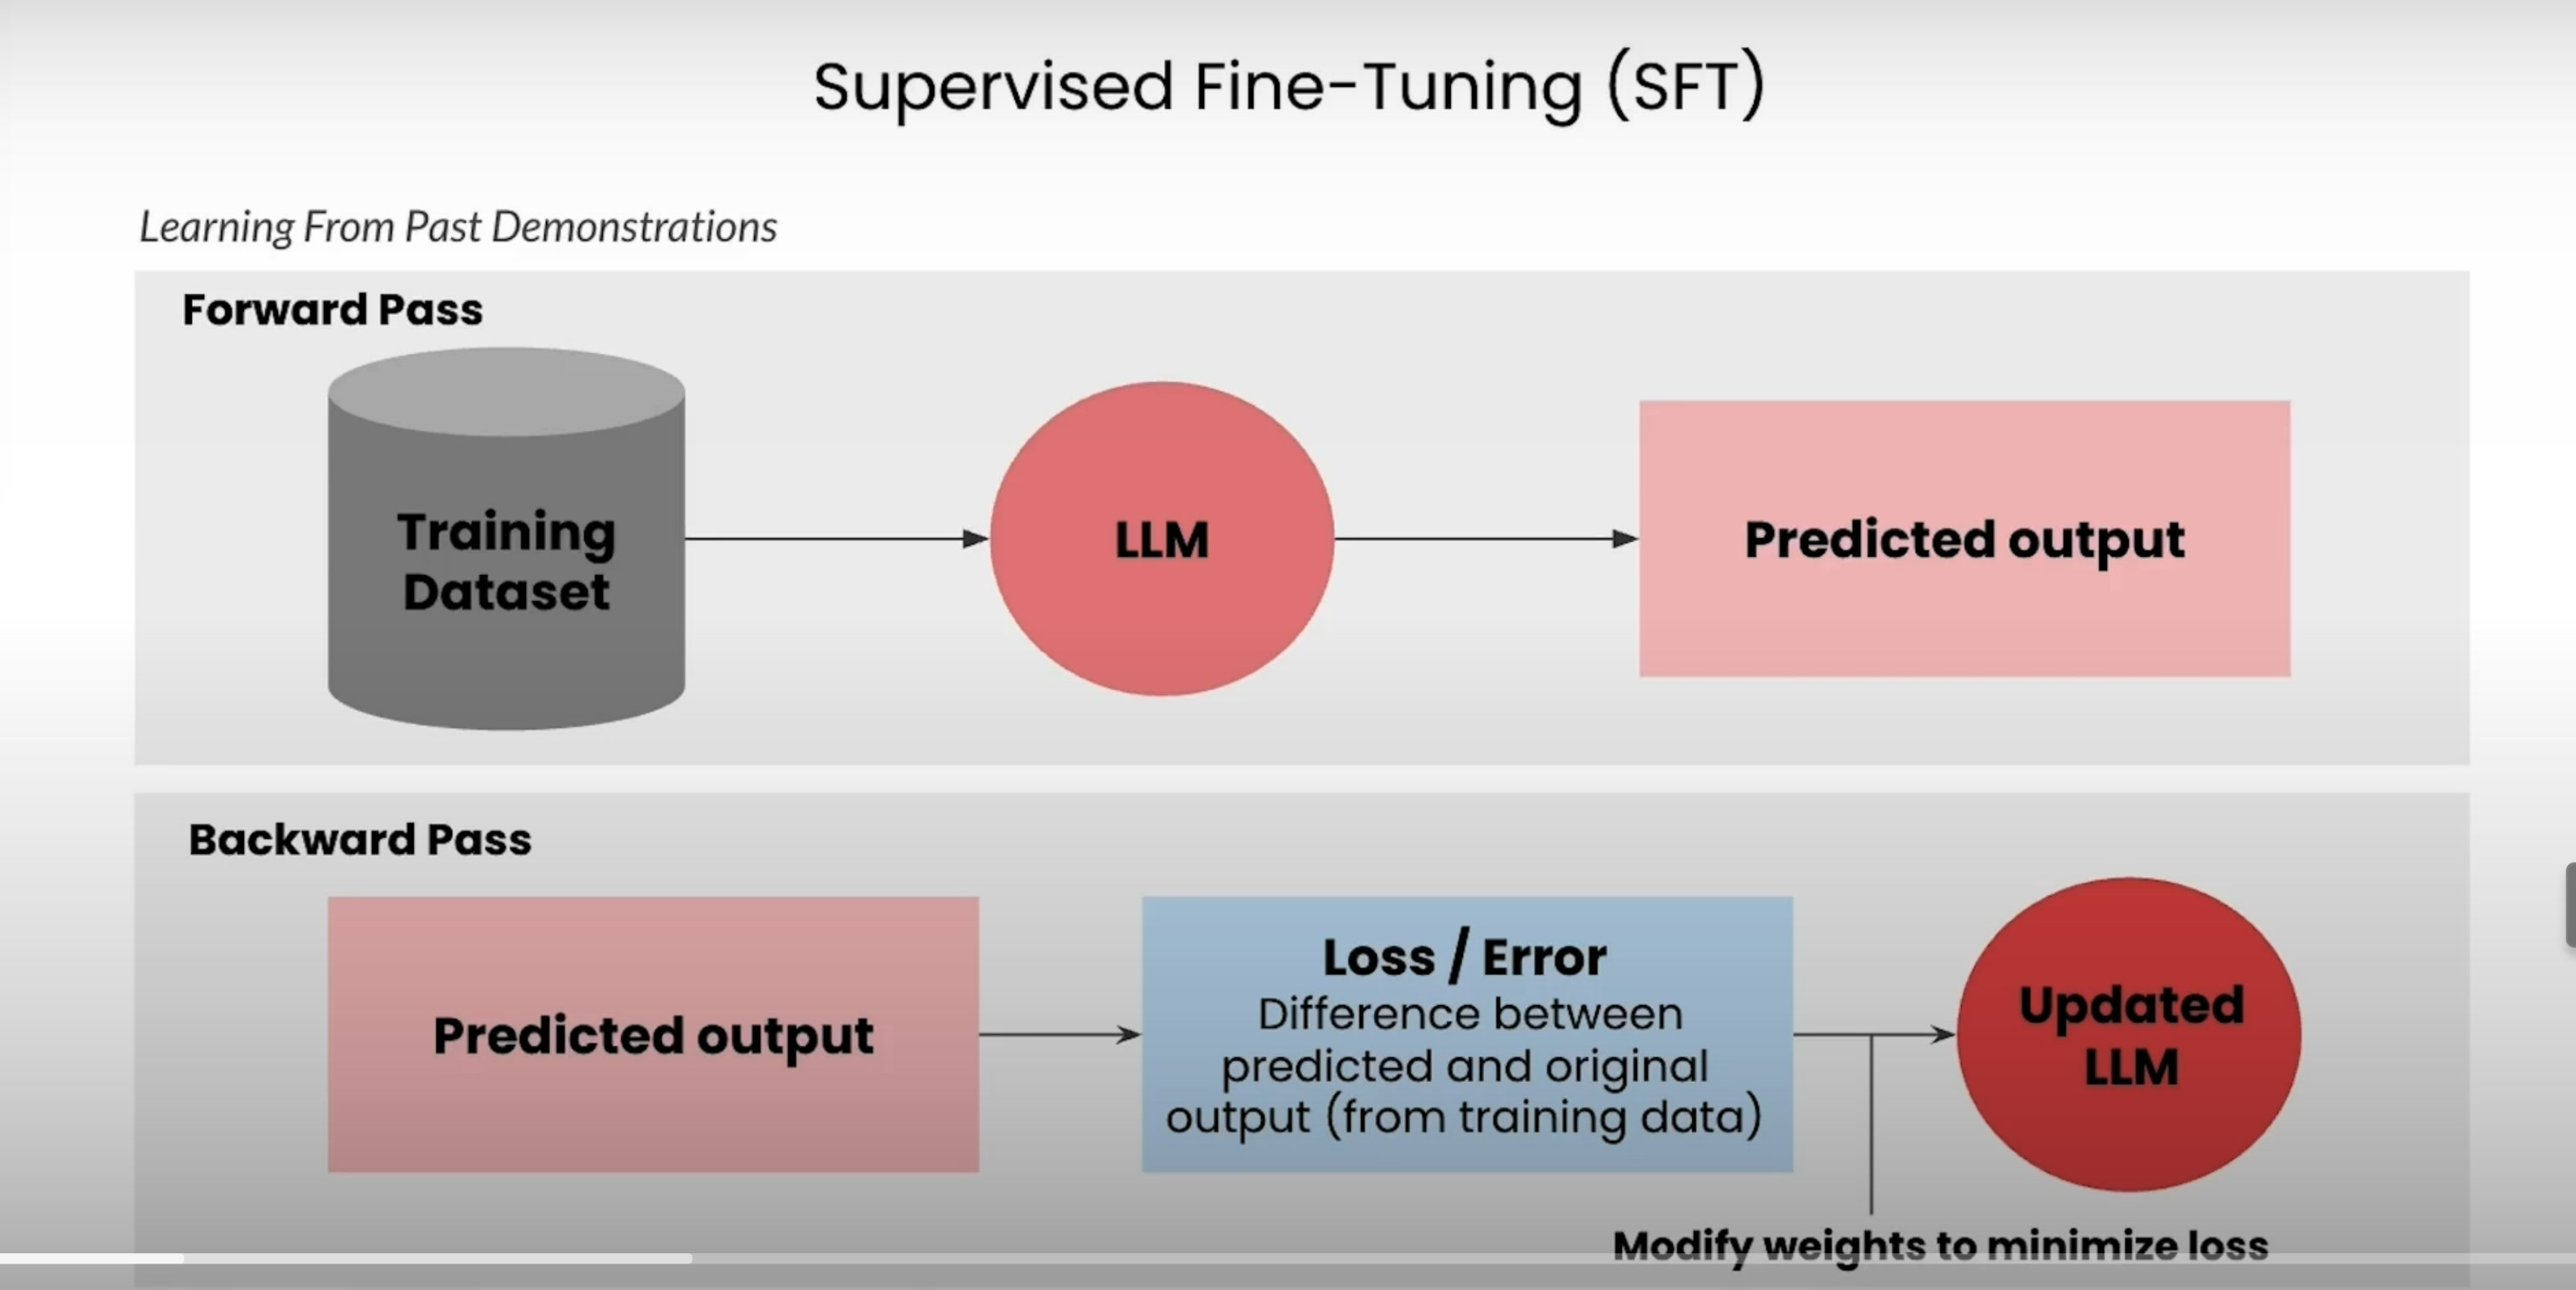 Supervised Fine-Tuning (SFT)
Learning From Past Demonstrations
Forward Pass
Training
Dataset
LLM
Predicted output
Backward Pass
Predicted output
Loss / Error
Difference between
predicted and original
output (from training data)
Updated
LLM
Modify weights to minimize loss